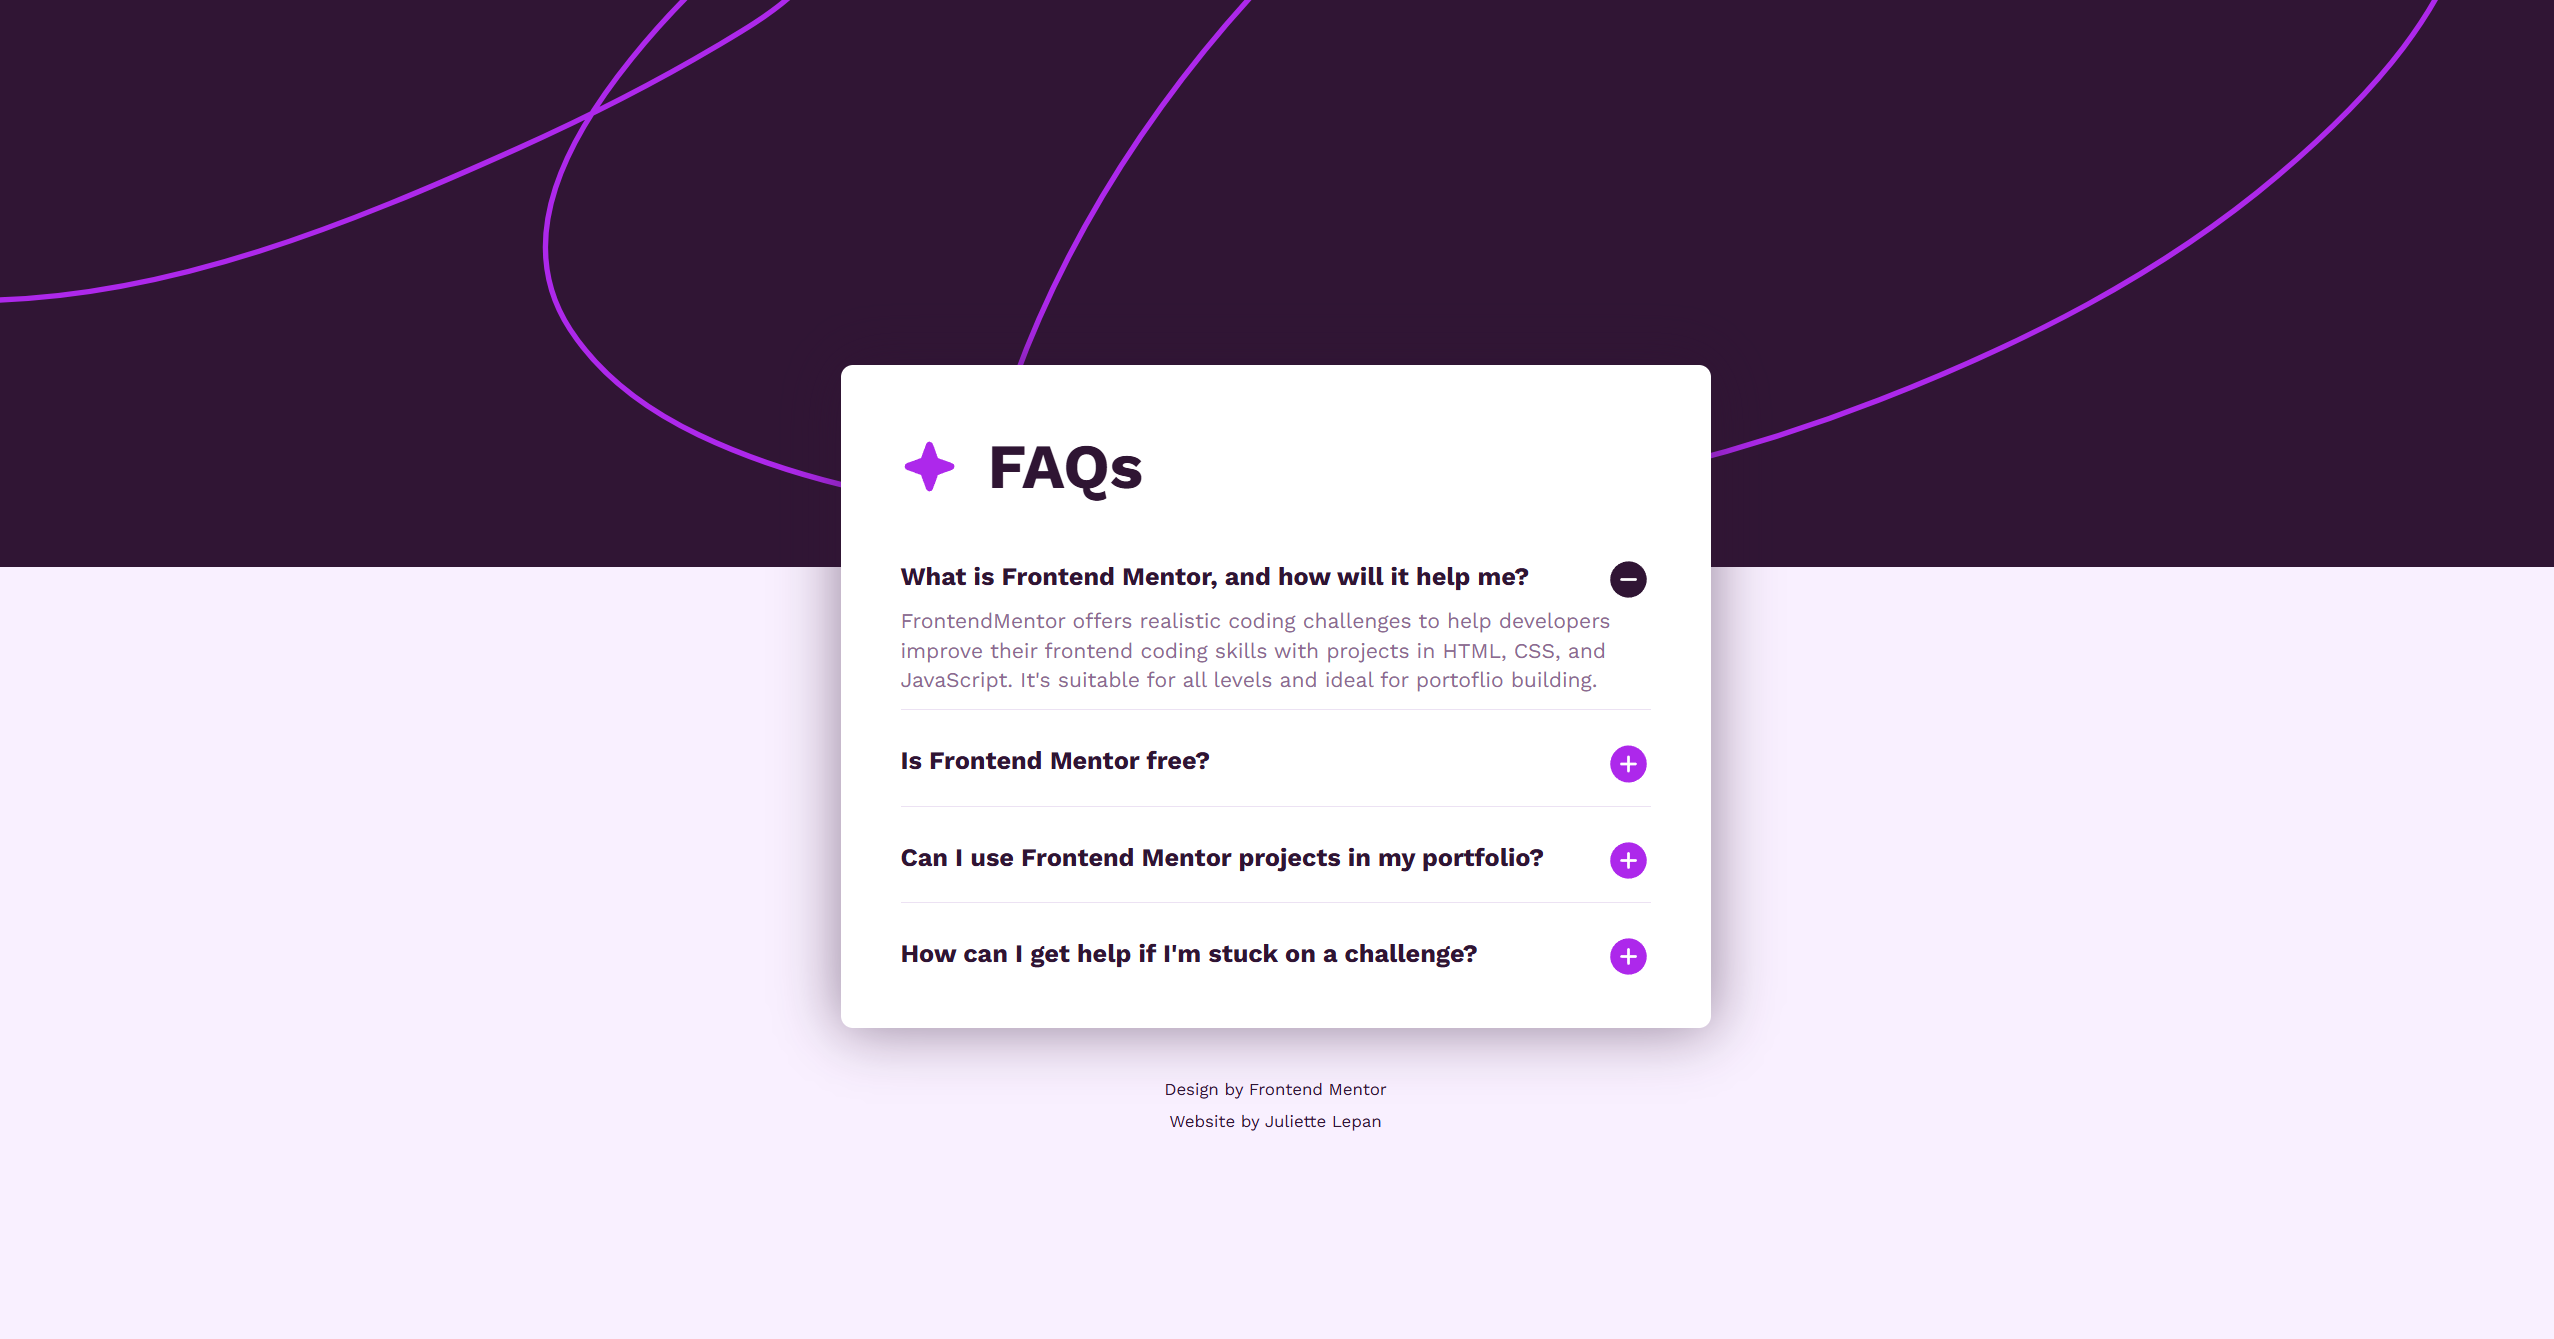 FAQs
What is Frontend Mentor, and how will it help me?
FrontendMentor offers realistic coding challenges to help developers
improve their frontend coding skills with projects in HTML, CSS, and
JavaScript. It's suitable for all levels and ideal for portoflio building.
Is Frontend Mentor free?
Can I use Frontend Mentor projects in my portfolio?
How can I get help if I'm stuck on a challenge?
Design by Frontend Mentor
Website by Juliette Lepan